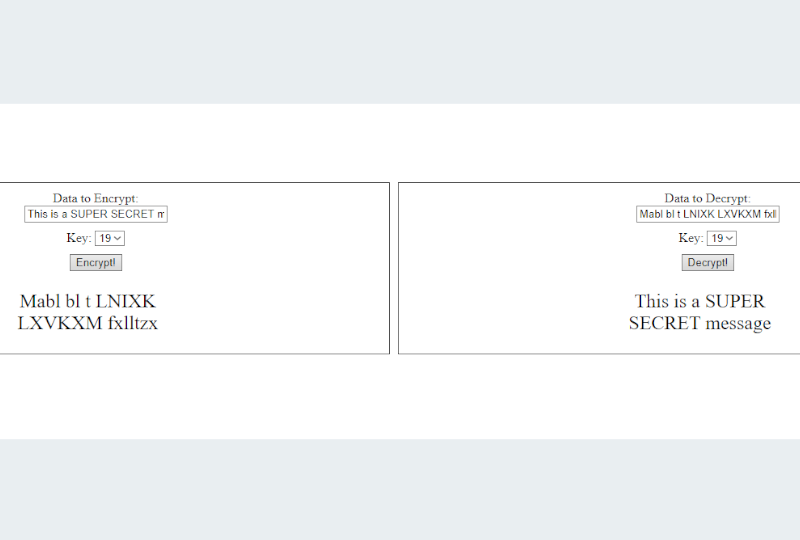 Data to Encrypt:
This is a SUPER SECRET m
Key: 19
Encrypt!
Mabl bl t LNIXK
LXVKXM fxlltzx
Data to Decrypt:
Mabl bl t LNIXK LXVKXM fxll
Key: 19
Decrypt!
This is a SUPER
SECRET message